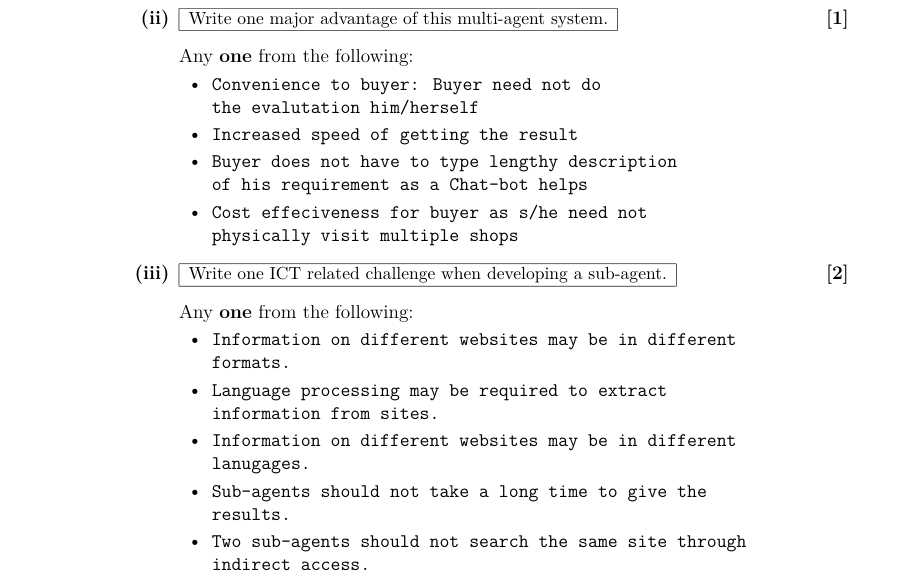 (ii) Write one major advantage of this multi-agent system. [1]
Any one from the following:
• Convenience to buyer: Buyer need not do
the evalutation him/herself
• Increased speed of getting the result
• Buyer does not have to type lengthy description
of his requirement as a Chat-bot helps
• Cost effeciveness for buyer as s/he need not
physically visit multiple shops
(iii) Write one ICT related challenge when developing a sub-agent. [2]
Any one from the following:
• Information on different websites may be in different
formats.
• Language processing may be required to extract
information from sites.
• Information on different websites may be in different
lanugages.
• Sub-agents should not take a long time to give the
results.
• Two sub-agents should not search the same site through
indirect access.